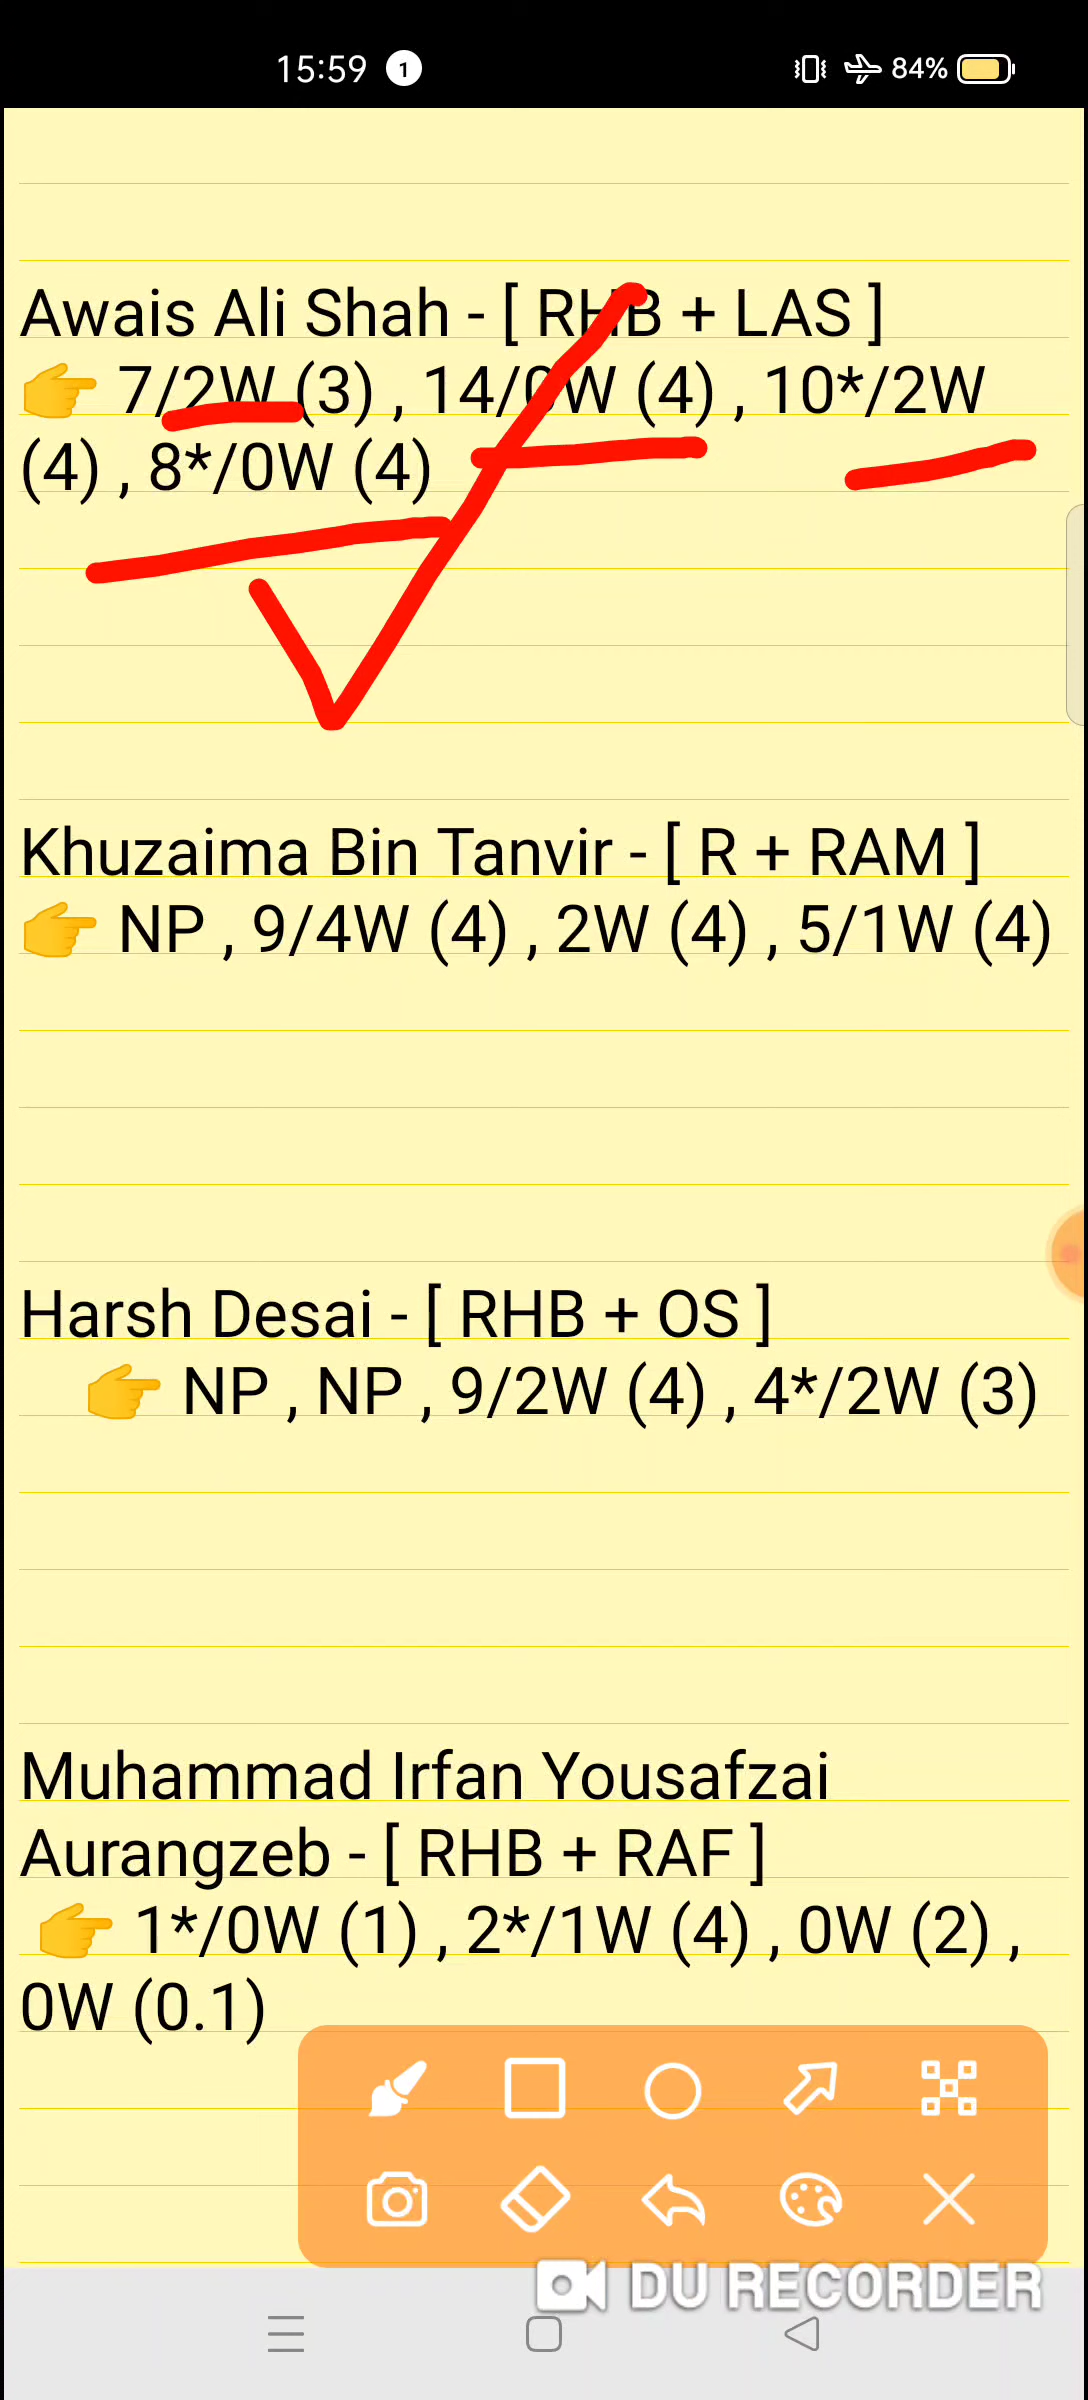 15:59 1 84%
Awais Ali Shah - [ RHB + LAS ]
👉 7/2W (3) , 14/0W (4) , 10*/2W
(4) , 8*/0W (4)
Khuzaima Bin Tanvir - [ R + RAM ]
👉 NP , 9/4W (4) , 2W (4) , 5/1W (4)
Harsh Desai - [ RHB + OS ]
👉 NP , NP , 9/2W (4) , 4*/2W (3)
Muhammad Irfan Yousafzai
Aurangzeb - [ RHB + RAF ]
👉 1*/0W (1) , 2*/1W (4) , 0W (2) ,
0W (0.1)
DU RECORDER